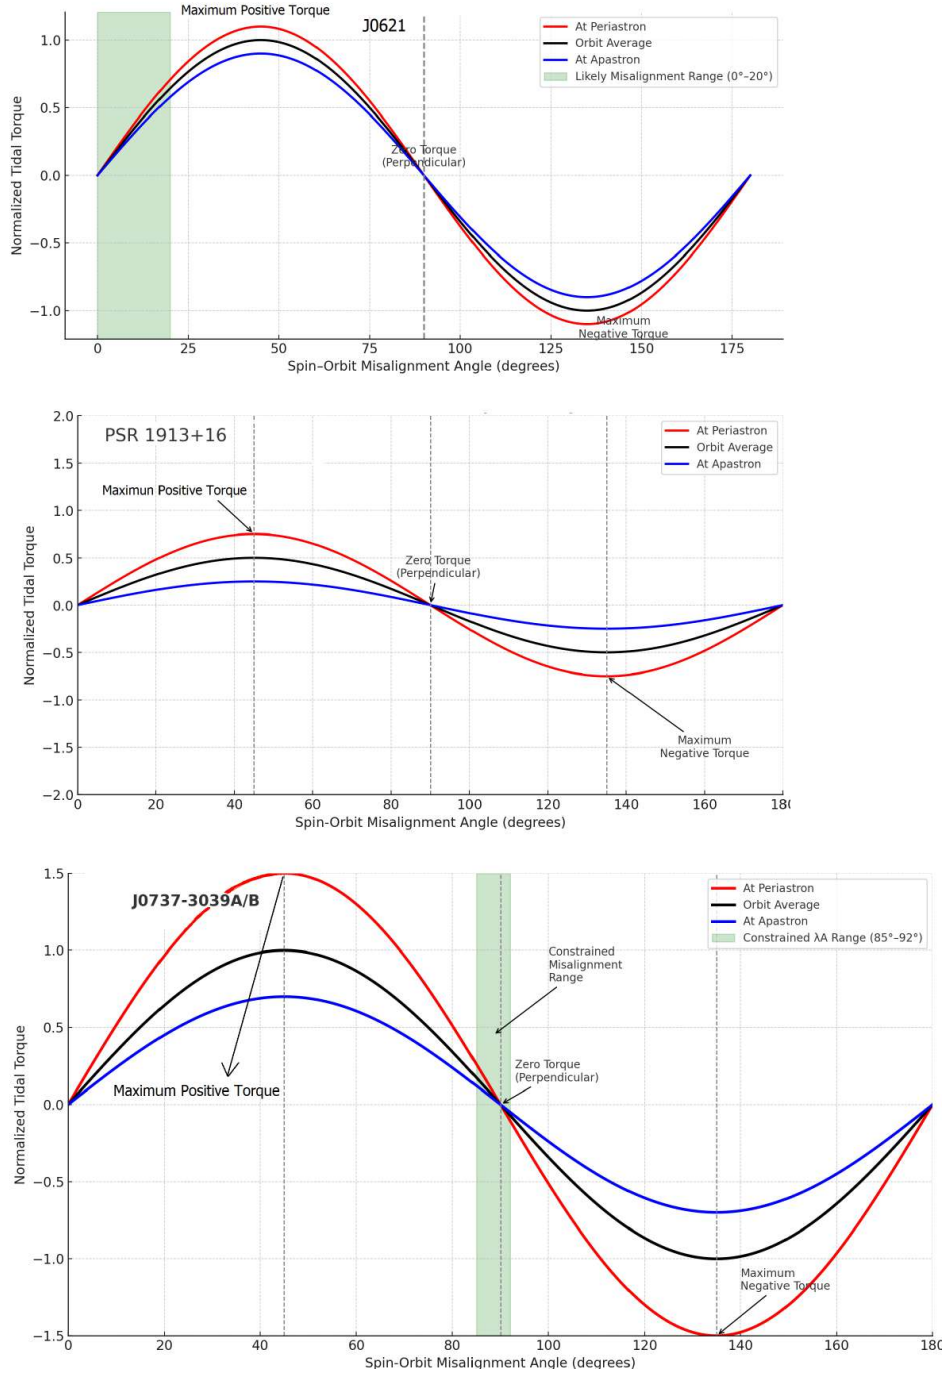 Maximum Positive Torque
J0621
At Periastron
Orbit Average
At Apastron
Likely Misalignment Range (0°–20°)
Zero Torque
(Perpendicular)
Maximum
Negative Torque
Normalized Tidal Torque
1.0
0.5
0.0
−0.5
−1.0
0 25 50 75 100 125 150 175
Spin–Orbit Misalignment Angle (degrees)
PSR 1913+16
At Periastron
Orbit Average
At Apastron
Maximun Positive Torque
Zero Torque
(Perpendicular)
Maximum
Negative Torque
Normalized Tidal Torque
2.0
1.5
1.0
0.5
0.0
−0.5
−1.0
−1.5
−2.0
0 20 40 60 80 100 120 140 160 180
Spin-Orbit Misalignment Angle (degrees)
J0737-3039A/B
At Periastron
Orbit Average
At Apastron
Constrained λA Range (85°–92°)
Constrained
Misalignment
Range
Zero Torque
(Perpendicular)
Maximum Positive Torque
Maximum
Negative Torque
Normalized Tidal Torque
1.5
1.0
0.5
0.0
−0.5
−1.0
−1.5
0 20 40 60 80 100 120 140 160 180
Spin-Orbit Misalignment Angle (degrees)